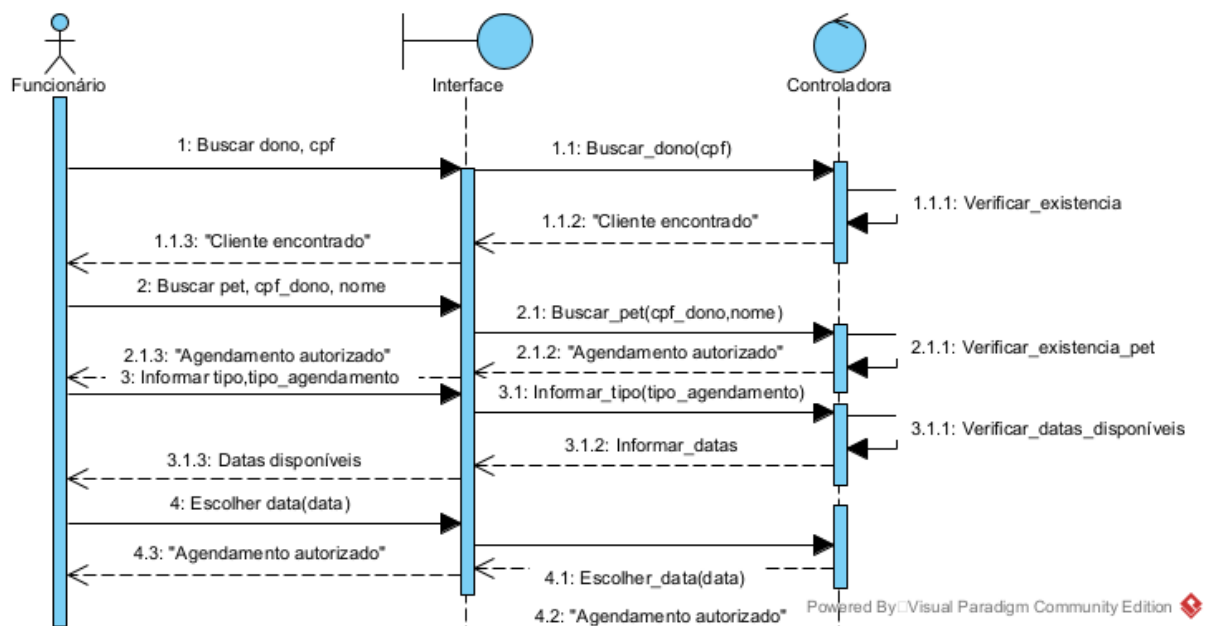 Funcionário
Interface
Controladora
1: Buscar dono, cpf
1.1: Buscar_dono(cpf)
1.1.1: Verificar_existencia
1.1.2: "Cliente encontrado"
1.1.3: "Cliente encontrado"
2: Buscar pet, cpf_dono, nome
2.1: Buscar_pet(cpf_dono,nome)
2.1.1: Verificar_existencia_pet
2.1.2: "Agendamento autorizado"
2.1.3: "Agendamento autorizado"
3: Informar tipo,tipo_agendamento
3.1: Informar_tipo(tipo_agendamento)
3.1.1: Verificar_datas_disponíveis
3.1.2: Informar_datas
3.1.3: Datas disponíveis
4: Escolher data(data)
4.3: "Agendamento autorizado"
4.1: Escolher_data(data)
4.2: "Agendamento autorizado"
Powered By Visual Paradigm Community Edition